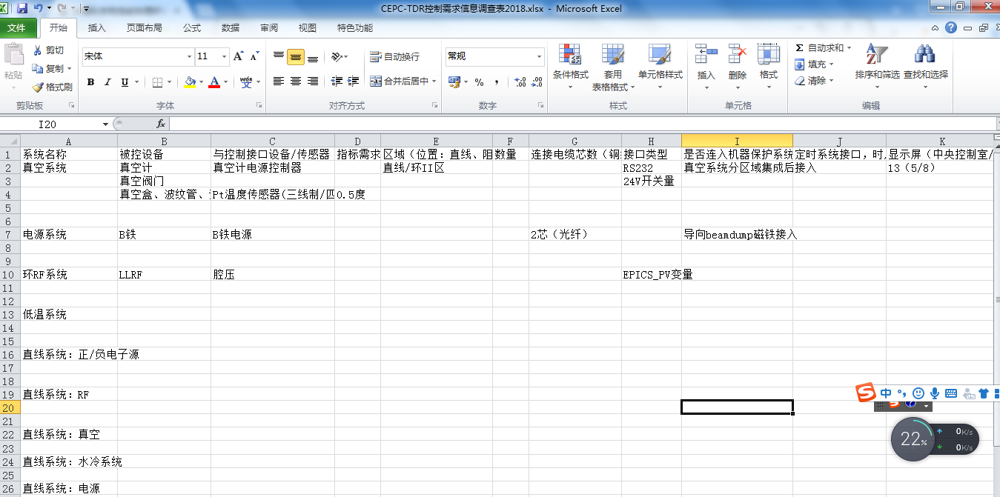 CEPC-TDR控制需求信息调查表2018.xlsx - Microsoft Excel
文件 开始 插入 页面布局 公式 数据 审阅 视图 特色功能
粘贴 剪切 复制 格式刷 剪贴板
宋体 11 B I U 字体
自动换行 合并后居中 对齐方式
常规 % 数字
条件格式 套用表格格式 单元格样式 样式
插入 删除 格式 单元格
Σ 自动求和 填充 清除 排序和筛选 查找和选择 编辑
I20 fx
A B C D E F G H I J K
1 系统名称 被控设备 与控制接口设备/传感器 指标需求 区域（位置：直线、阻 数量 连接电缆芯数（铜 接口类型 是否连入机器保护系统 定时系统接口，时 显示屏（中央控制室/
2 真空系统 真空计 真空计电源控制器 直线/环II区 RS232 真空系统分区域集成后接入 13（5/8）
3 真空阀门 24V开关量
4 真空盒、波纹管、 Pt温度传感器(三线制/匹 0.5度
5
6
7 电源系统 B铁 B铁电源 2芯（光纤） 导向beamdump磁铁接入
8
9
10 环RF系统 LLRF 腔压 EPICS_PV变量
11
12
13 低温系统
14
15
16 直线系统：正/负电子源
17
18
19 直线系统：RF
20
21
22 直线系统：真空
23
24 直线系统：水冷系统
25
26 直线系统：电源
中
22% 0K/s
0K/s